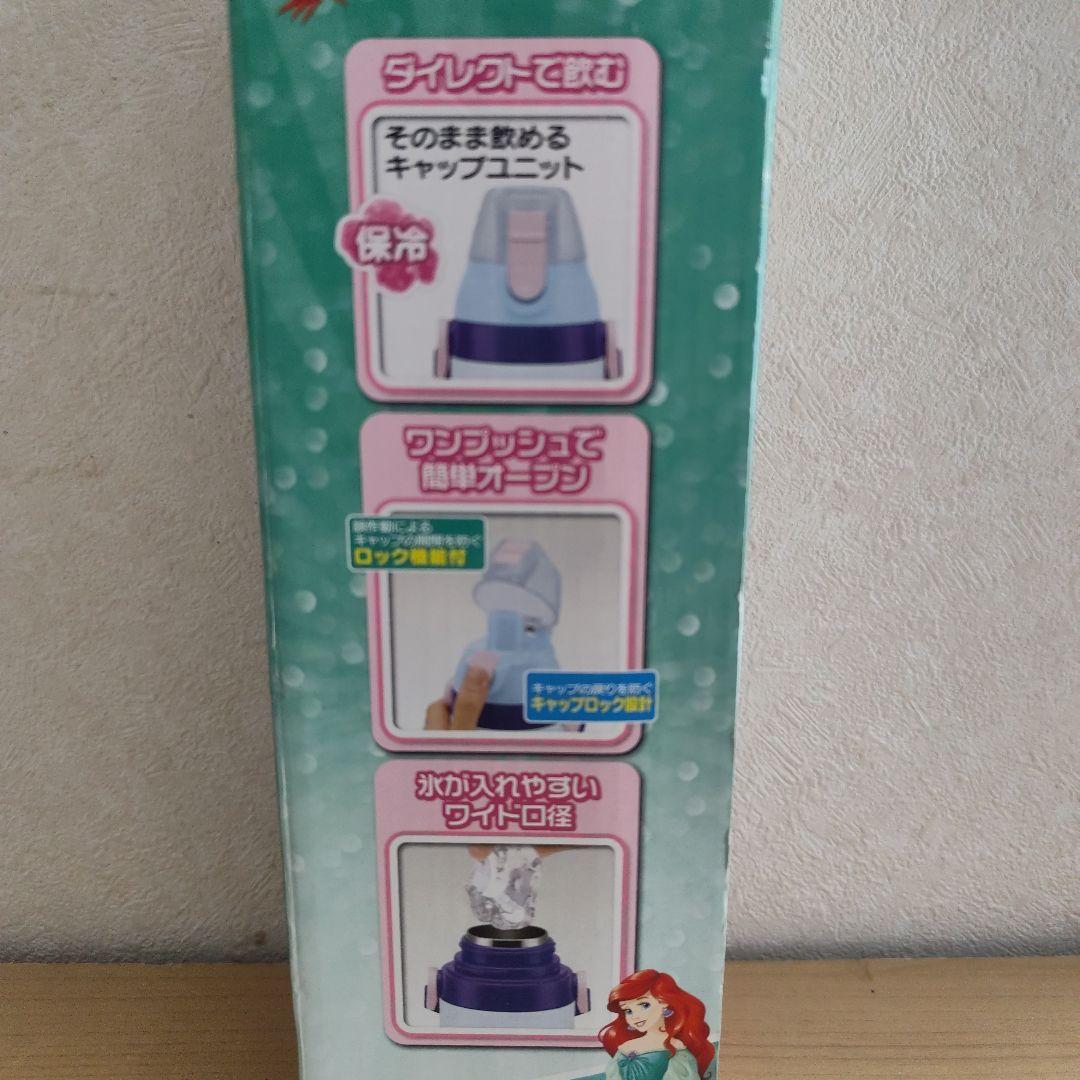 ダイレクトで飲む
そのまま飲める
キャップユニット
保冷
ワンプッシュで
簡単オープン
誤作動による
キャップの開閉を防ぐ
ロック機能付
キャップの戻りを防ぐ
キャップロック設計
氷が入れやすい
ワイド口径